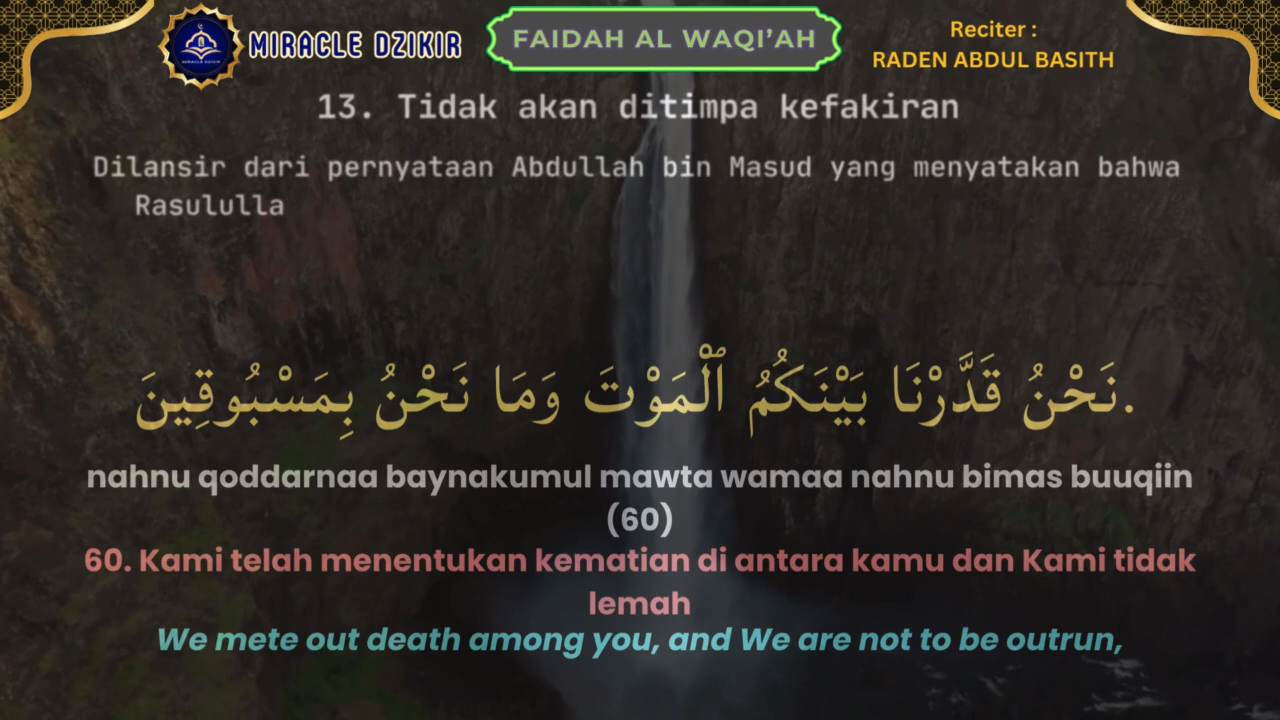 MIRACLE DZIKIR
FAIDAH AL WAQI’AH
Reciter :
RADEN ABDUL BASITH
13. Tidak akan ditimpa kefakiran
Dilansir dari pernyataan Abdullah bin Masud yang menyatakan bahwa
Rasululla
نَحْنُ قَدَّرْنَا بَيْنَكُمُ ٱلْمَوْتَ وَمَا نَحْنُ بِمَسْبُوقِينَ.
nahnu qoddarnaa baynakumul mawta wamaa nahnu bimas buuqiin
(60)
60. Kami telah menentukan kematian di antara kamu dan Kami tidak
lemah
We mete out death among you, and We are not to be outrun,